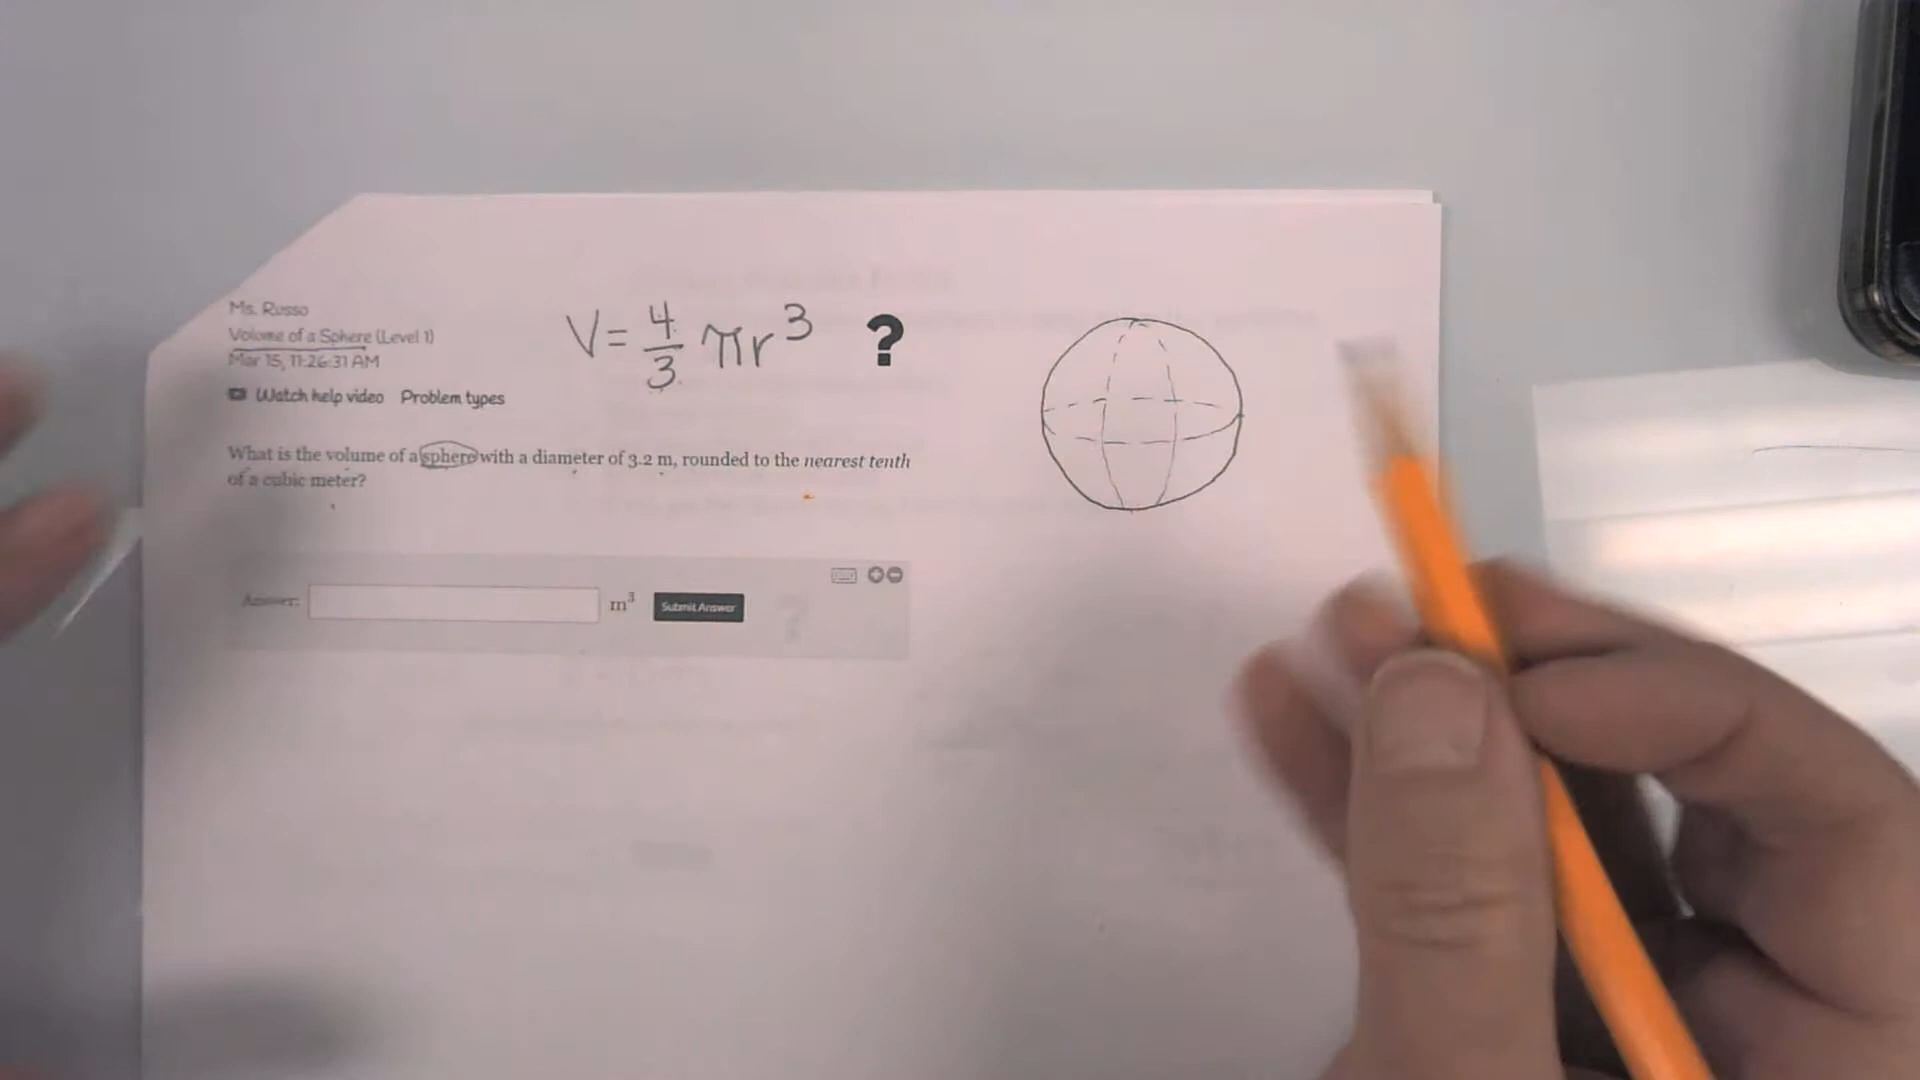 Ms. Russo
Volume of a Sphere (Level 1)
Mar 15, 11:26:31 AM
Watch help video Problem types
V = 4/3 πr³ ?
What is the volume of a sphere with a diameter of 3.2 m, rounded to the nearest tenth
of a cubic meter?
Answer: m³ Submit Answer